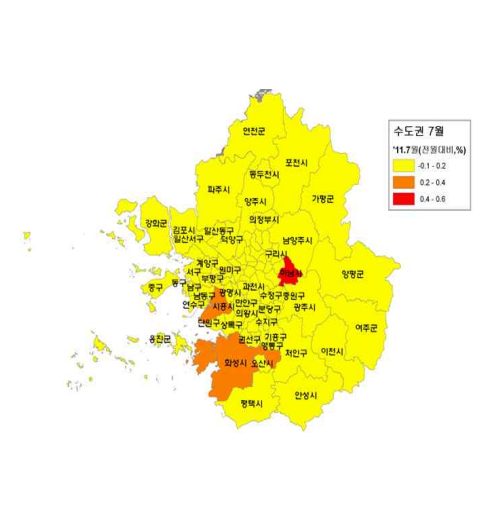 수도권 7월
'11.7월(전월대비,%)
-0.1 - 0.2
0.2 - 0.4
0.4 - 0.6
연천군
포천시
동두천시
파주시
가평군
양주시
의정부시
강화군
김포시
일산동구
일산서구
덕양구
남양주시
구리시
하남시
양평군
계양구
서구
원미구
부평구
동구
중구
남구
남동구
연수구
광명시
시흥시
과천시
만안구
의왕시
수정구
중원구
분당구
광주시
단원구
상록구
수지구
여주군
옹진군
권선구
기흥구
영통구
처인구
이천시
화성시
오산시
평택시
안성시